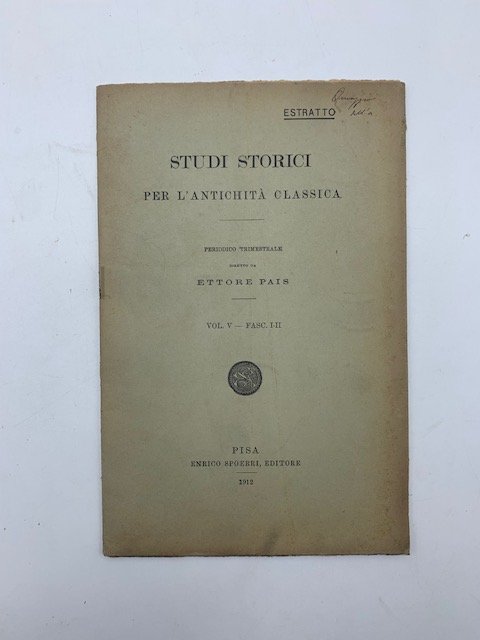 ESTRATTO
Omaggio
STUDI STORICI
PER L'ANTICHITÀ CLASSICA
PERIODICO TRIMESTRALE
DIRETTO DA
ETTORE PAIS
VOL. V — FASC. I-II
PISA
ENRICO SPOERRI, EDITORE
1912